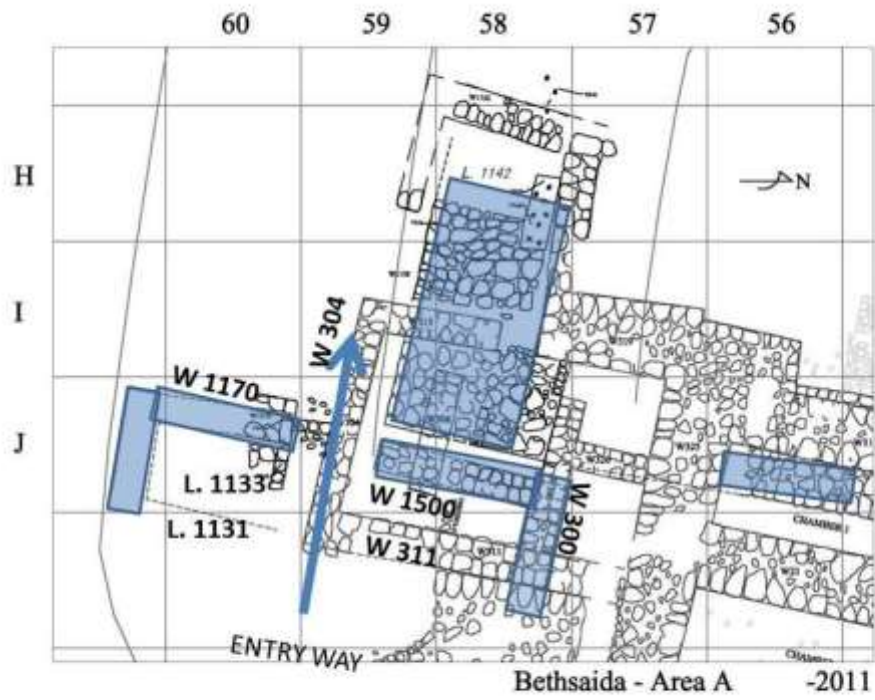 60 59 58 57 56
H
L. 1142
N
I
W 304
W 1170
J
L. 1133
W 1500
W 300
L. 1131
W 311
CHAMBER
ENTRY WAY
Bethsaida - Area A -2011